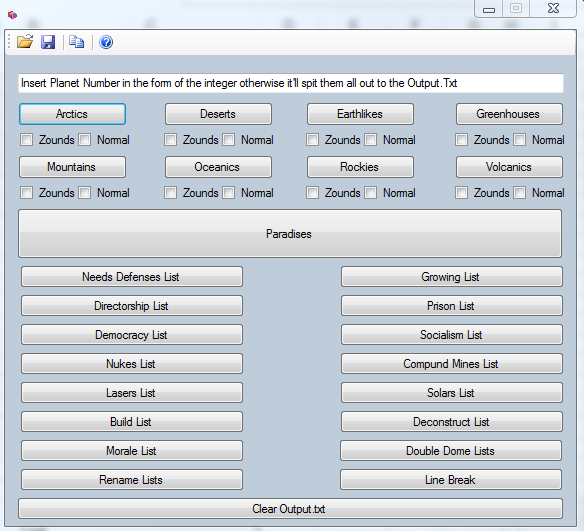 Insert Planet Number in the form of the integer otherwise it'll spit them all out to the Output.Txt
Arctics Deserts Earthlikes Greenhouses
Zounds Normal Zounds Normal Zounds Normal Zounds Normal
Mountains Oceanics Rockies Volcanics
Zounds Normal Zounds Normal Zounds Normal Zounds Normal
Paradises
Needs Defenses List Growing List
Directorship List Prison List
Democracy List Socialism List
Nukes List Compund Mines List
Lasers List Solars List
Build List Deconstruct List
Morale List Double Dome Lists
Rename Lists Line Break
Clear Output.txt